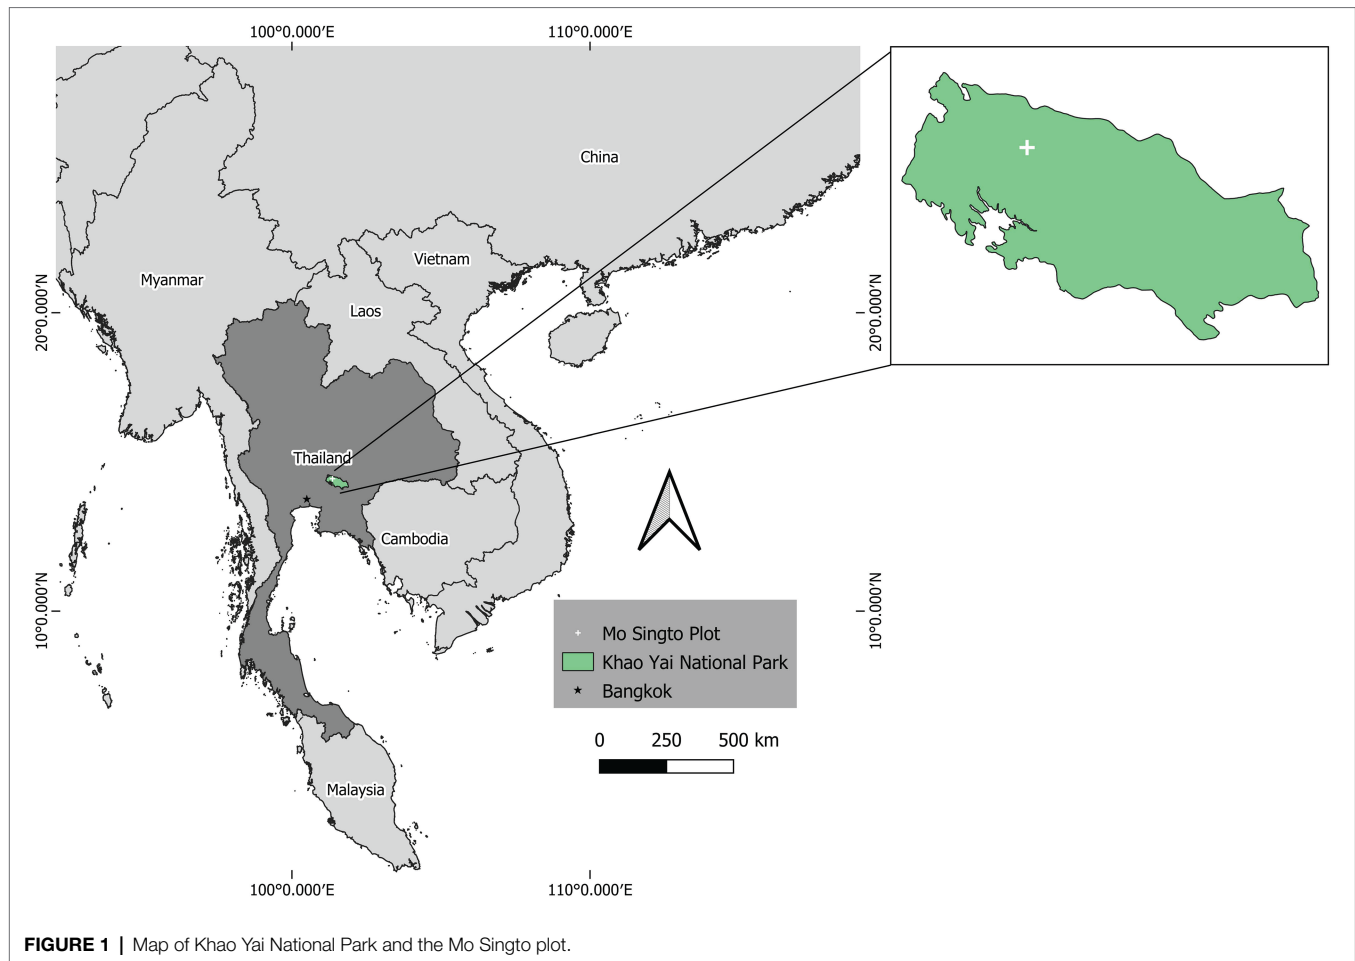 100°0.000′E 110°0.000′E
China
Vietnam
Myanmar
Laos
20°0.000′N 20°0.000′N
Thailand
Cambodia
10°0.000′N 10°0.000′N
Mo Singto Plot
Khao Yai National Park
Bangkok
0 250 500 km
Malaysia
100°0.000′E 110°0.000′E
FIGURE 1 | Map of Khao Yai National Park and the Mo Singto plot.